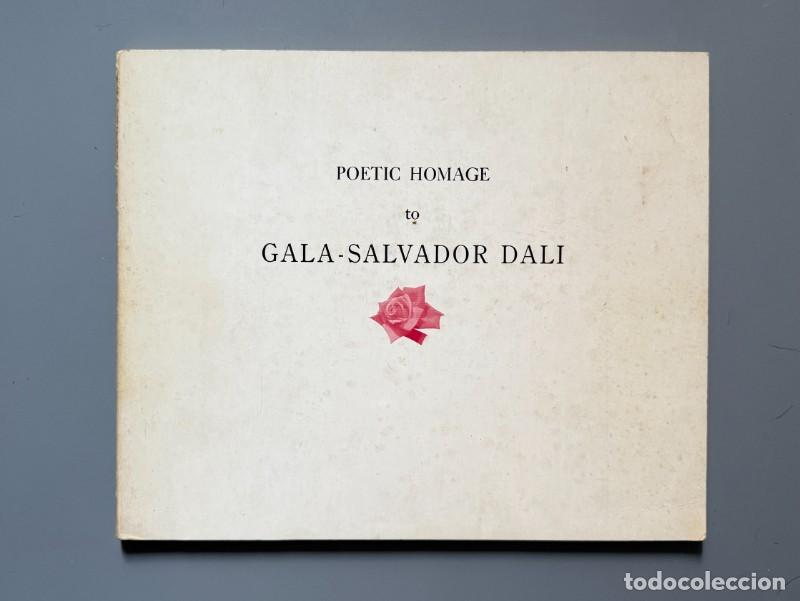 POETIC HOMAGE
to
GALA-SALVADOR DALI
todocoleccion